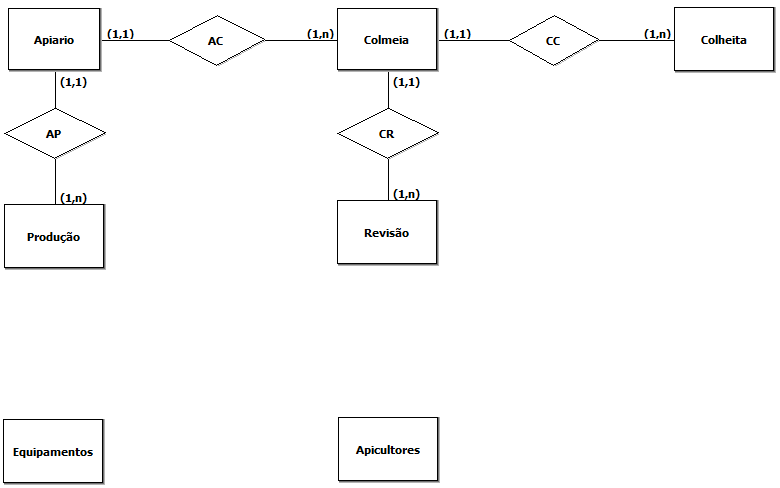 Apiario
(1,1)
AC
(1,n)
Colmeia
(1,1)
CC
(1,n)
Colheita
(1,1)
(1,1)
AP
CR
(1,n)
(1,n)
Produção
Revisão
Equipamentos
Apicultores